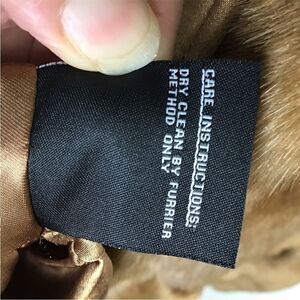 CARE INSTRUCTIONS:
DRY CLEAN BY FURRIER
METHOD ONLY